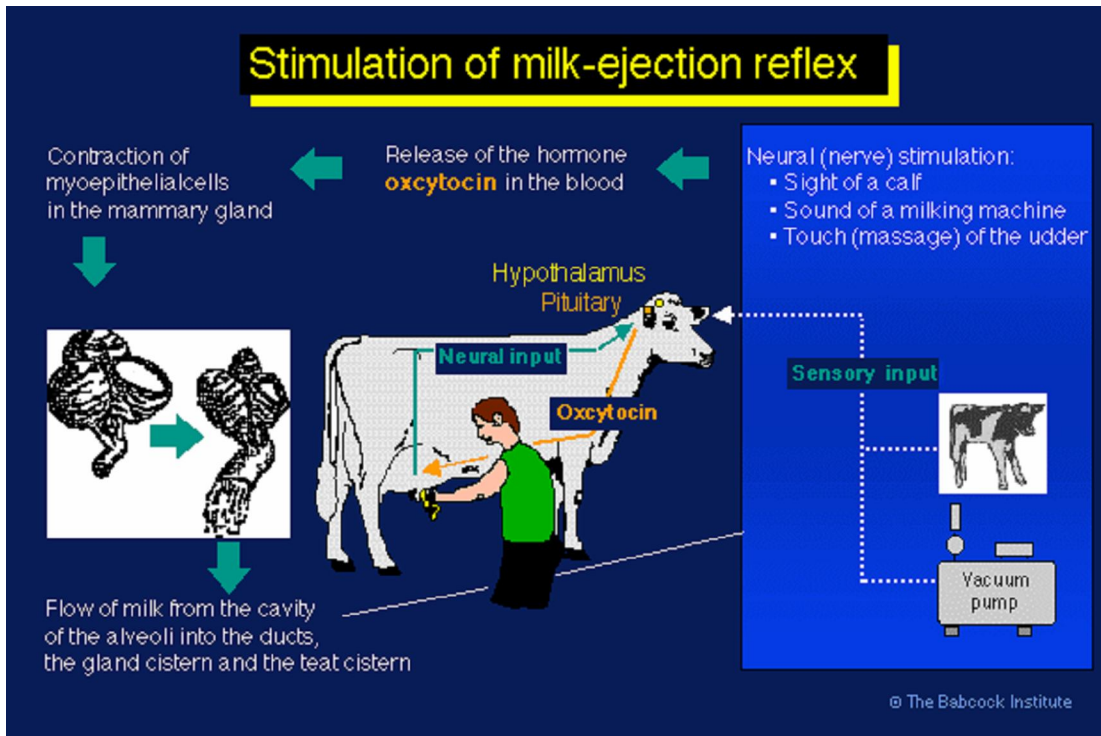 Stimulation of milk-ejection reflex
Contraction of
myoepithelialcells
in the mammary gland
Release of the hormone
oxcytocin in the blood
Neural (nerve) stimulation:
▪ Sight of a calf
▪ Sound of a milking machine
▪ Touch (massage) of the udder
Hypothalamus
Pituitary
Neural input
Sensory input
Oxcytocin
Vacuum
pump
Flow of milk from the cavity
of the alveoli into the ducts,
the gland cistern and the teat cistern
© The Babcock Institute